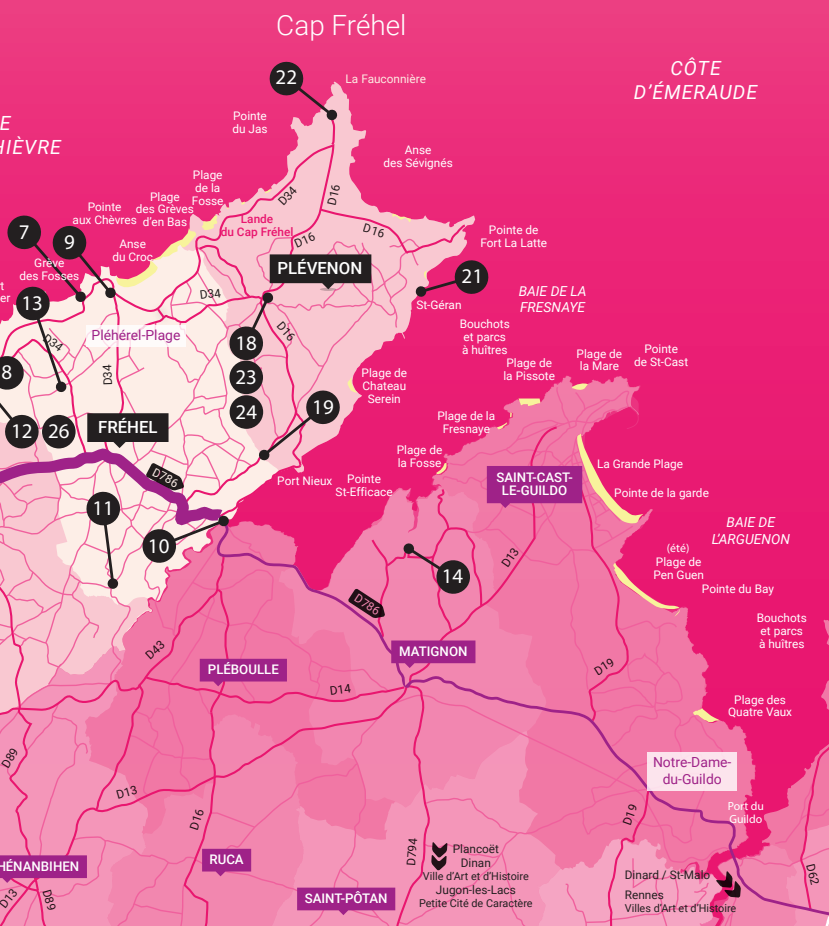 Cap Fréhel
CÔTE
D'ÉMERAUDE
22
La Fauconnière
Pointe
du Jas
E
HIÈVRE
Anse
des Sévignés
Plage
de la
Fosse
D34
D16
Plage
des Grèves
d'en Bas
Pointe
aux Chèvres
Lande
du Cap Fréhel
D16
D16
Pointe de
Fort La Latte
7
9
Anse
du Croc
Grève
des Fosses
PLÉVENON
21
St-Géran
BAIE DE LA
FRESNAYE
13
D34
D34
Pléhérel-Plage
D34
D16
18
23
24
19
Bouchots
et parcs
à huîtres
Plage de
la Pissote
Plage de
la Mare
Pointe
de St-Cast
8
12
26
FRÉHEL
Plage de
Chateau
Serein
Plage de la
Fresnaye
Plage de
la Fosse
D786
Port Nieux
Pointe
St-Efficace
SAINT-CAST-
LE-GUILDO
La Grande Plage
Pointe de la garde
11
10
14
D13
BAIE DE
L'ARGUENON
(été)
Plage de
Pen Guen
Pointe du Bay
D786
Bouchots
et parcs
à huîtres
D43
PLÉBOULLE
MATIGNON
D14
D19
Plage des
Quatre Vaux
D89
D13
D16
Notre-Dame-
du-Guildo
Port du
Guildo
D19
D794
Plancoët
Dinan
Ville d'Art et d'Histoire
Jugon-les-Lacs
Petite Cité de Caractère
HÉNANBIHEN
RUCA
SAINT-PÔTAN
D13
D89
Dinard / St-Malo
Rennes
Villes d'Art et d'Histoire
D62